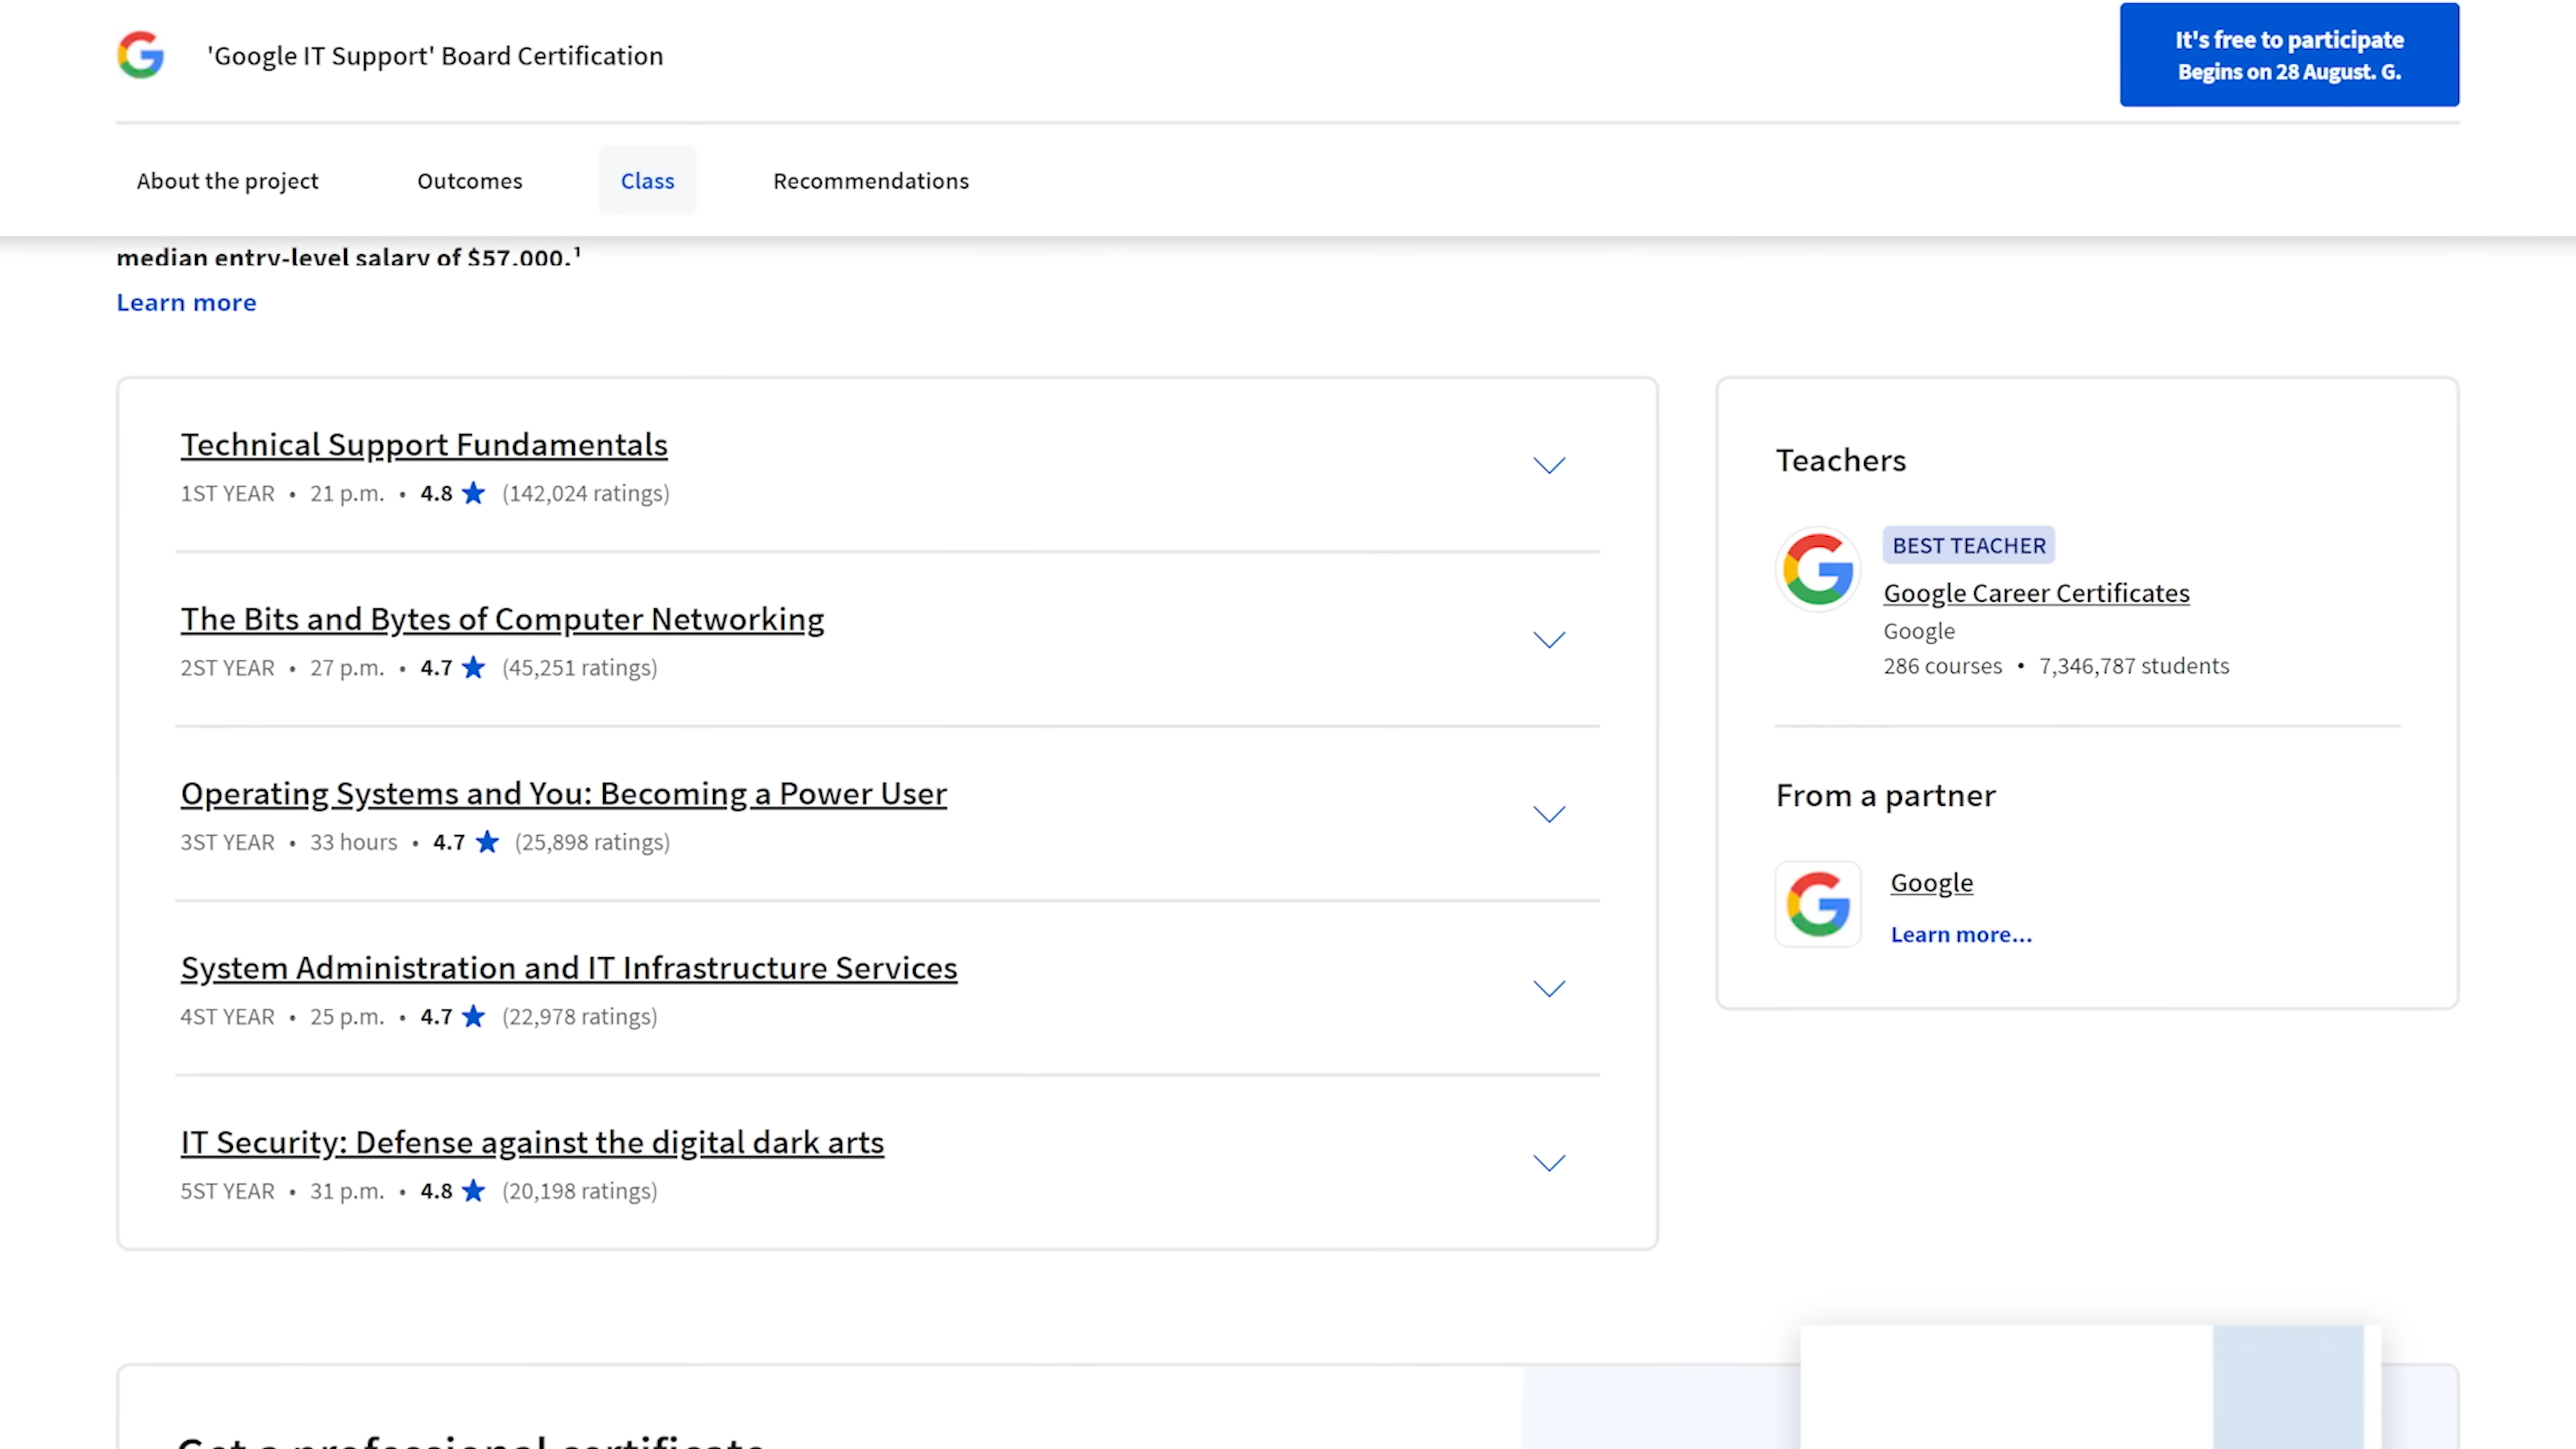 'Google IT Support' Board Certification
It's free to participate
Begins on 28 August. G.
About the project
Outcomes
Class
Recommendations
median entry-level salary of $57,000.¹
Learn more
Technical Support Fundamentals
1ST YEAR • 21 p.m. • 4.8 ★ (142,024 ratings)
The Bits and Bytes of Computer Networking
2ST YEAR • 27 p.m. • 4.7 ★ (45,251 ratings)
Operating Systems and You: Becoming a Power User
3ST YEAR • 33 hours • 4.7 ★ (25,898 ratings)
System Administration and IT Infrastructure Services
4ST YEAR • 25 p.m. • 4.7 ★ (22,978 ratings)
IT Security: Defense against the digital dark arts
5ST YEAR • 31 p.m. • 4.8 ★ (20,198 ratings)
Teachers
BEST TEACHER
Google Career Certificates
Google
286 courses • 7,346,787 students
From a partner
Google
Learn more...
Get a professional certificate